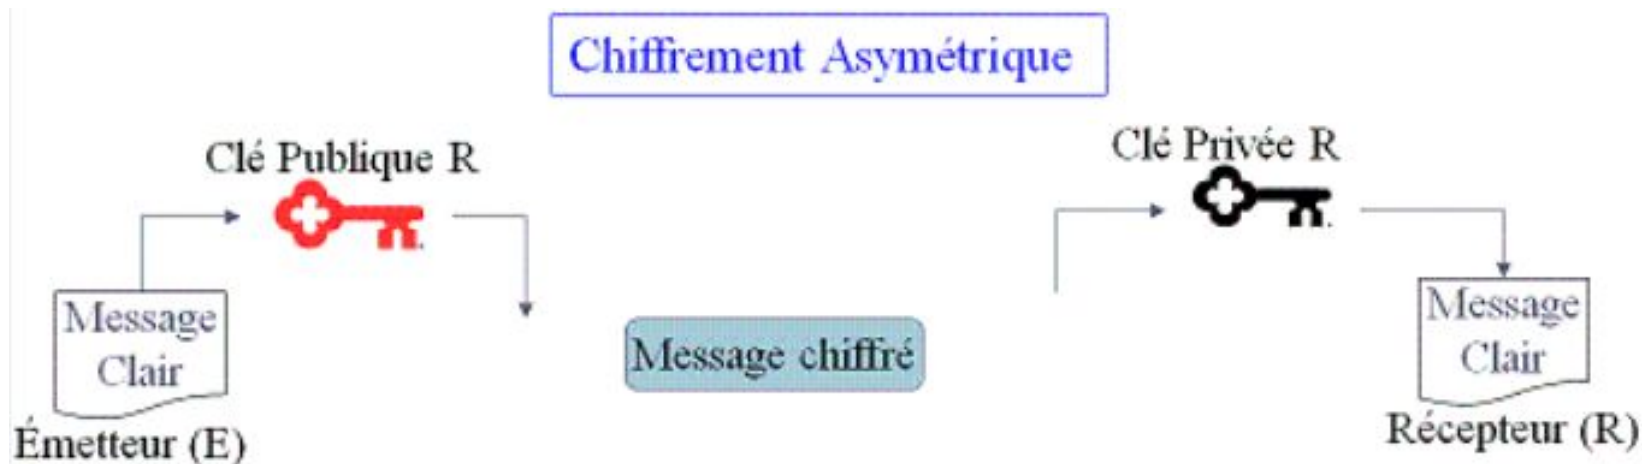 Chiffrement Asymétrique
Clé Publique R
Clé Privée R
Message
Clair
Message chiffré
Message
Clair
Émetteur (E)
Récepteur (R)